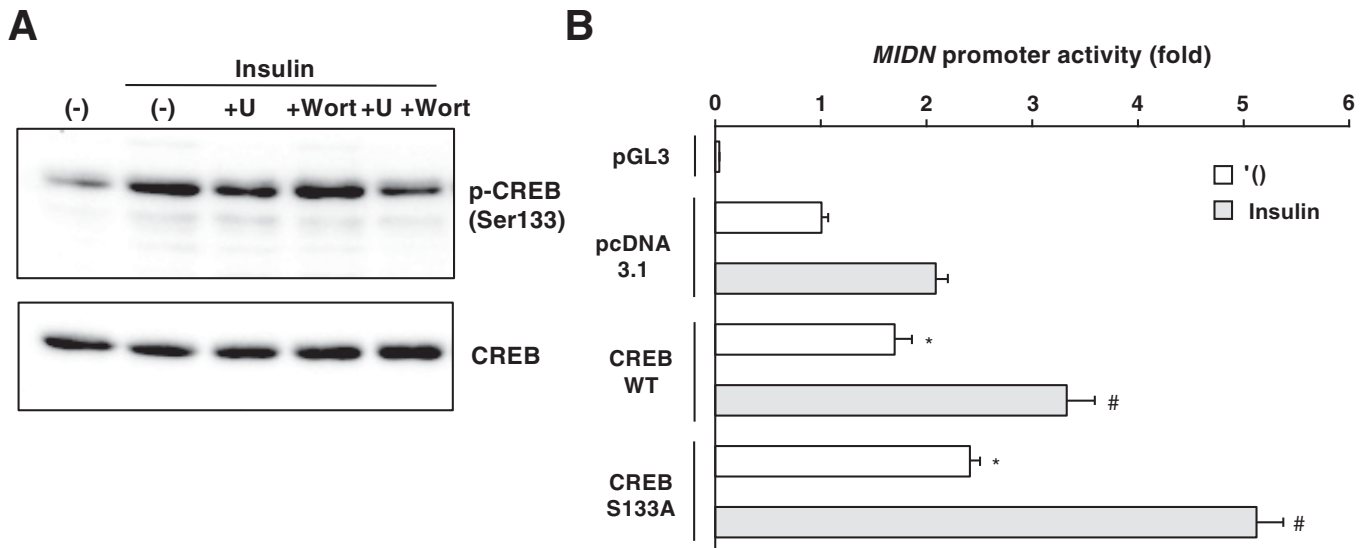 A
Insulin
(-) (-) +U +Wort +U +Wort
p-CREB
(Ser133)
CREB
B
MIDN promoter activity (fold)
0 1 2 3 4 5 6
pGL3
'()
Insulin
pcDNA
3.1
CREB
WT
*
#
CREB
S133A
*
#